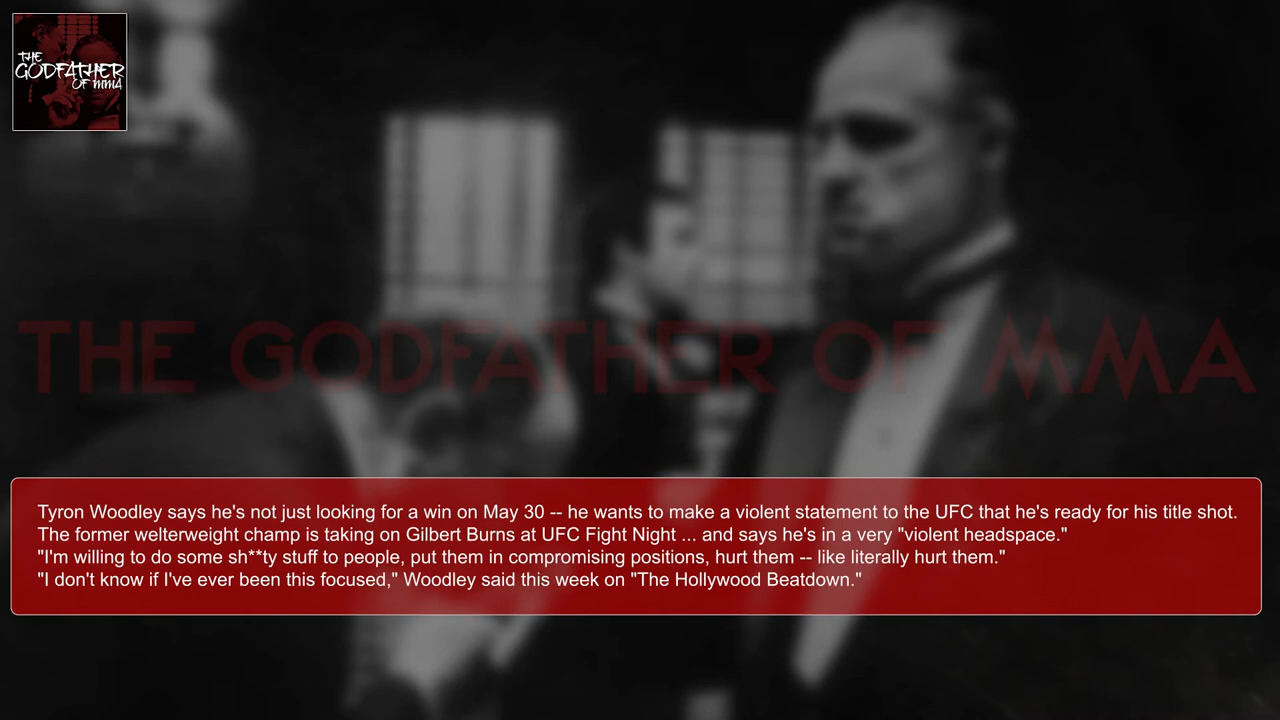 THE
GODFATHER
OF MMA
THE GODFATHER OF MMA
Tyron Woodley says he's not just looking for a win on May 30 -- he wants to make a violent statement to the UFC that he's ready for his title shot.
The former welterweight champ is taking on Gilbert Burns at UFC Fight Night ... and says he's in a very "violent headspace."
"I'm willing to do some sh**ty stuff to people, put them in compromising positions, hurt them -- like literally hurt them."
"I don't know if I've ever been this focused," Woodley said this week on "The Hollywood Beatdown."